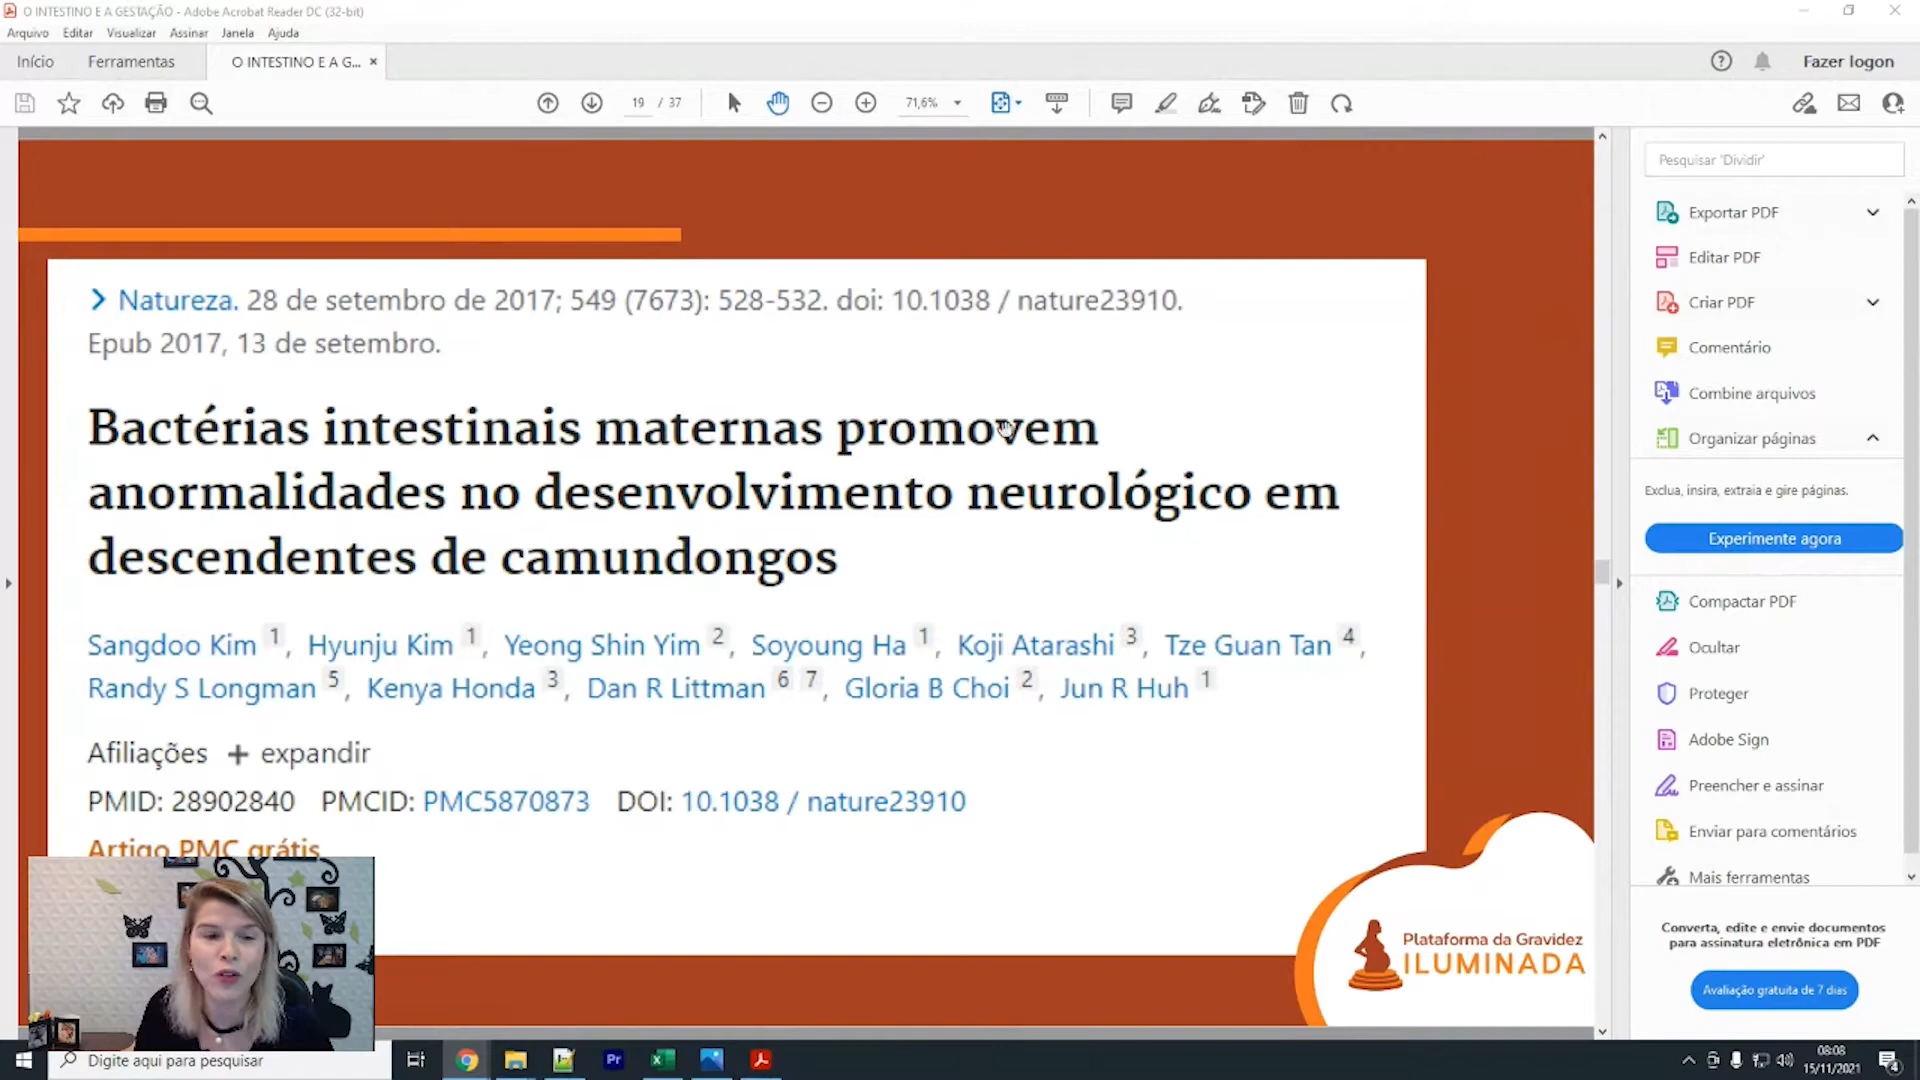 O INTESTINO E A GESTAÇÃO - Adobe Acrobat Reader DC (32-bit)
Arquivo Editar Visualizar Assinar Janela Ajuda
Início Ferramentas O INTESTINO E A G... × Fazer logon
19 / 37 71,6%
Pesquisar 'Dividir'
Exportar PDF
Editar PDF
Criar PDF
Comentário
Combine arquivos
Organizar páginas
Exclua, insira, extraia e gire páginas.
Experimente agora
Compactar PDF
Ocultar
Proteger
Adobe Sign
Preencher e assinar
Enviar para comentários
Mais ferramentas
Converta, edite e envie documentos
para assinatura eletrônica em PDF
Avaliação gratuita de 7 dias
Natureza. 28 de setembro de 2017; 549 (7673): 528-532. doi: 10.1038 / nature23910.
Epub 2017, 13 de setembro.
Bactérias intestinais maternas promovem
anormalidades no desenvolvimento neurológico em
descendentes de camundongos
Sangdoo Kim 1, Hyunju Kim 1, Yeong Shin Yim 2, Soyoung Ha 1, Koji Atarashi 3, Tze Guan Tan 4,
Randy S Longman 5, Kenya Honda 3, Dan R Littman 6 7, Gloria B Choi 2, Jun R Huh 1
Afiliações + expandir
PMID: 28902840 PMCID: PMC5870873 DOI: 10.1038 / nature23910
Artigo PMC grátis
Plataforma da Gravidez
ILUMINADA
Digite aqui para pesquisar
Pr
08:08
15/11/2021
4